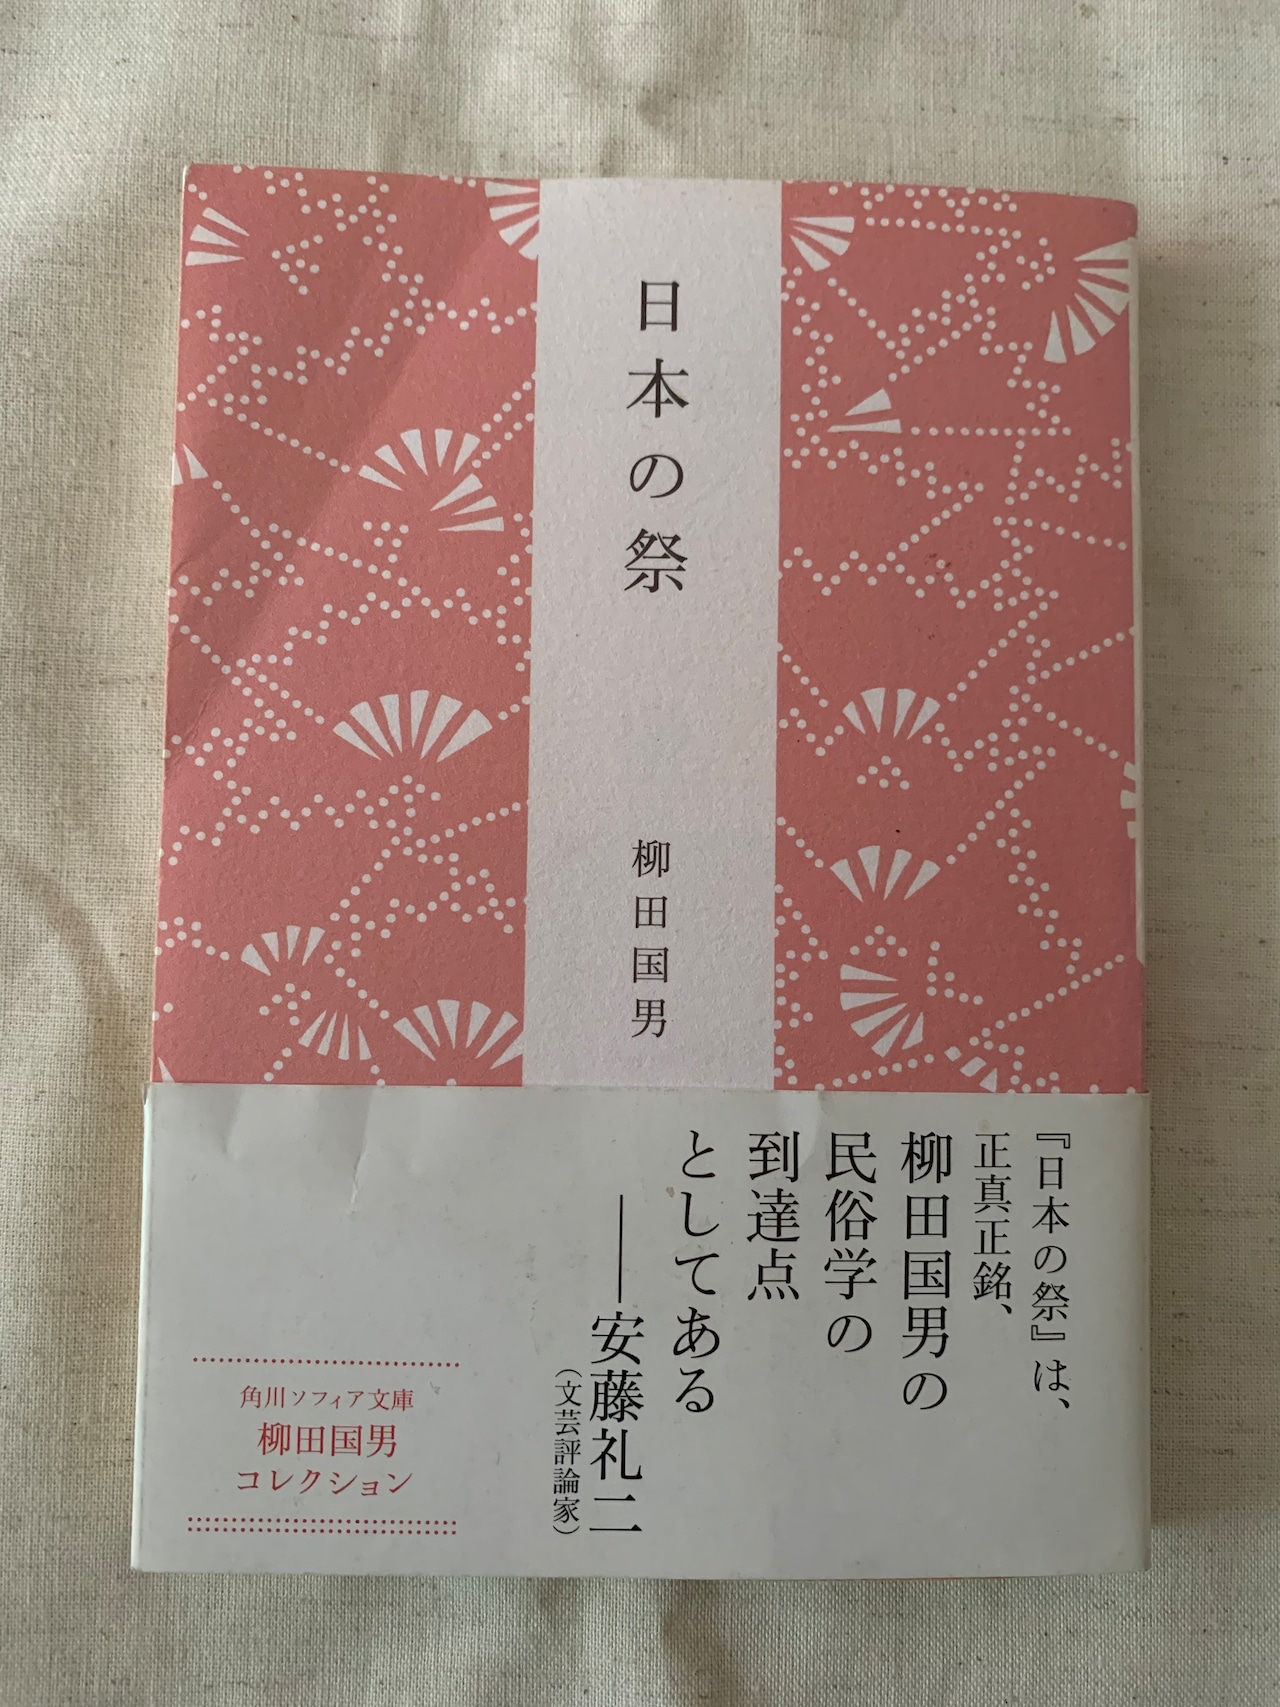 日本の祭
柳田国男
『日本の祭』は、
正真正銘、
柳田国男の
民俗学の
到達点
としてある
――安藤礼二
（文芸評論家）
角川ソフィア文庫
柳田国男
コレクション